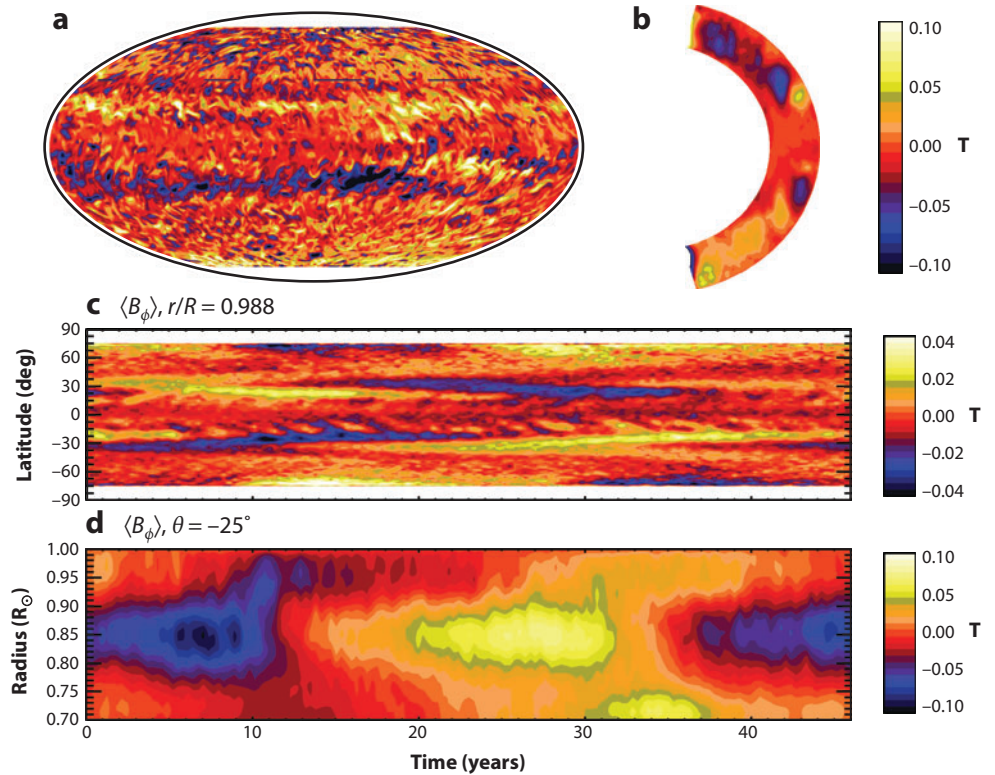 a
b
0.10
0.05
0.00 T
–0.05
–0.10
c ⟨Bϕ⟩, r/R = 0.988
90
60
30
0
–30
–60
–90
Latitude (deg)
0.04
0.02
0.00 T
–0.02
–0.04
d ⟨Bϕ⟩, θ = –25°
1.00
0.95
0.90
0.85
0.80
0.75
0.70
Radius (R⊙)
0.10
0.05
0.00 T
–0.05
–0.10
0 10 20 30 40
Time (years)